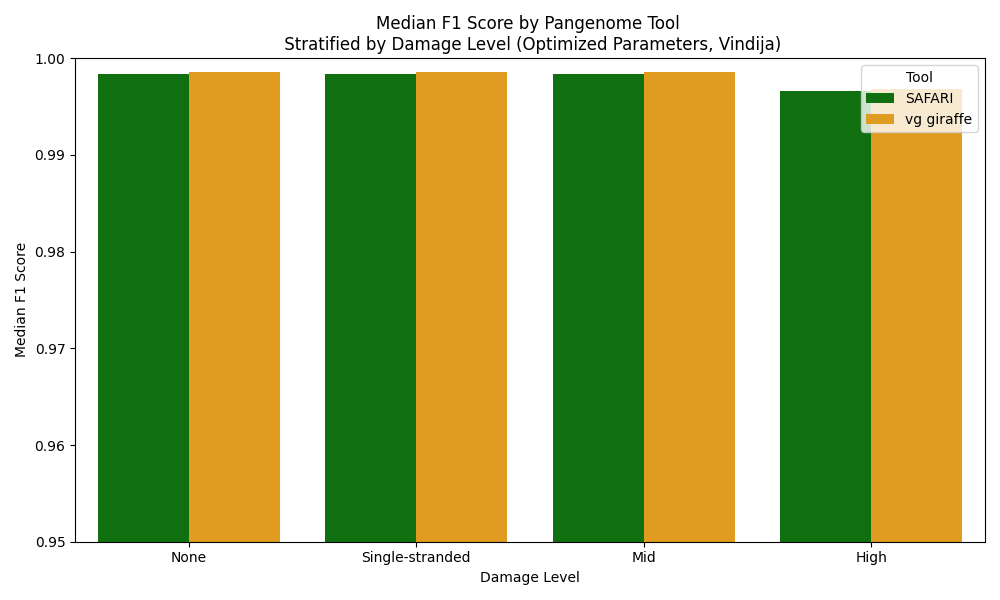 Median F1 Score by Pangenome Tool
Stratified by Damage Level (Optimized Parameters, Vindija)
Tool
SAFARI
vg giraffe
Median F1 Score
1.00
0.99
0.98
0.97
0.96
0.95
None
Single-stranded
Mid
High
Damage Level